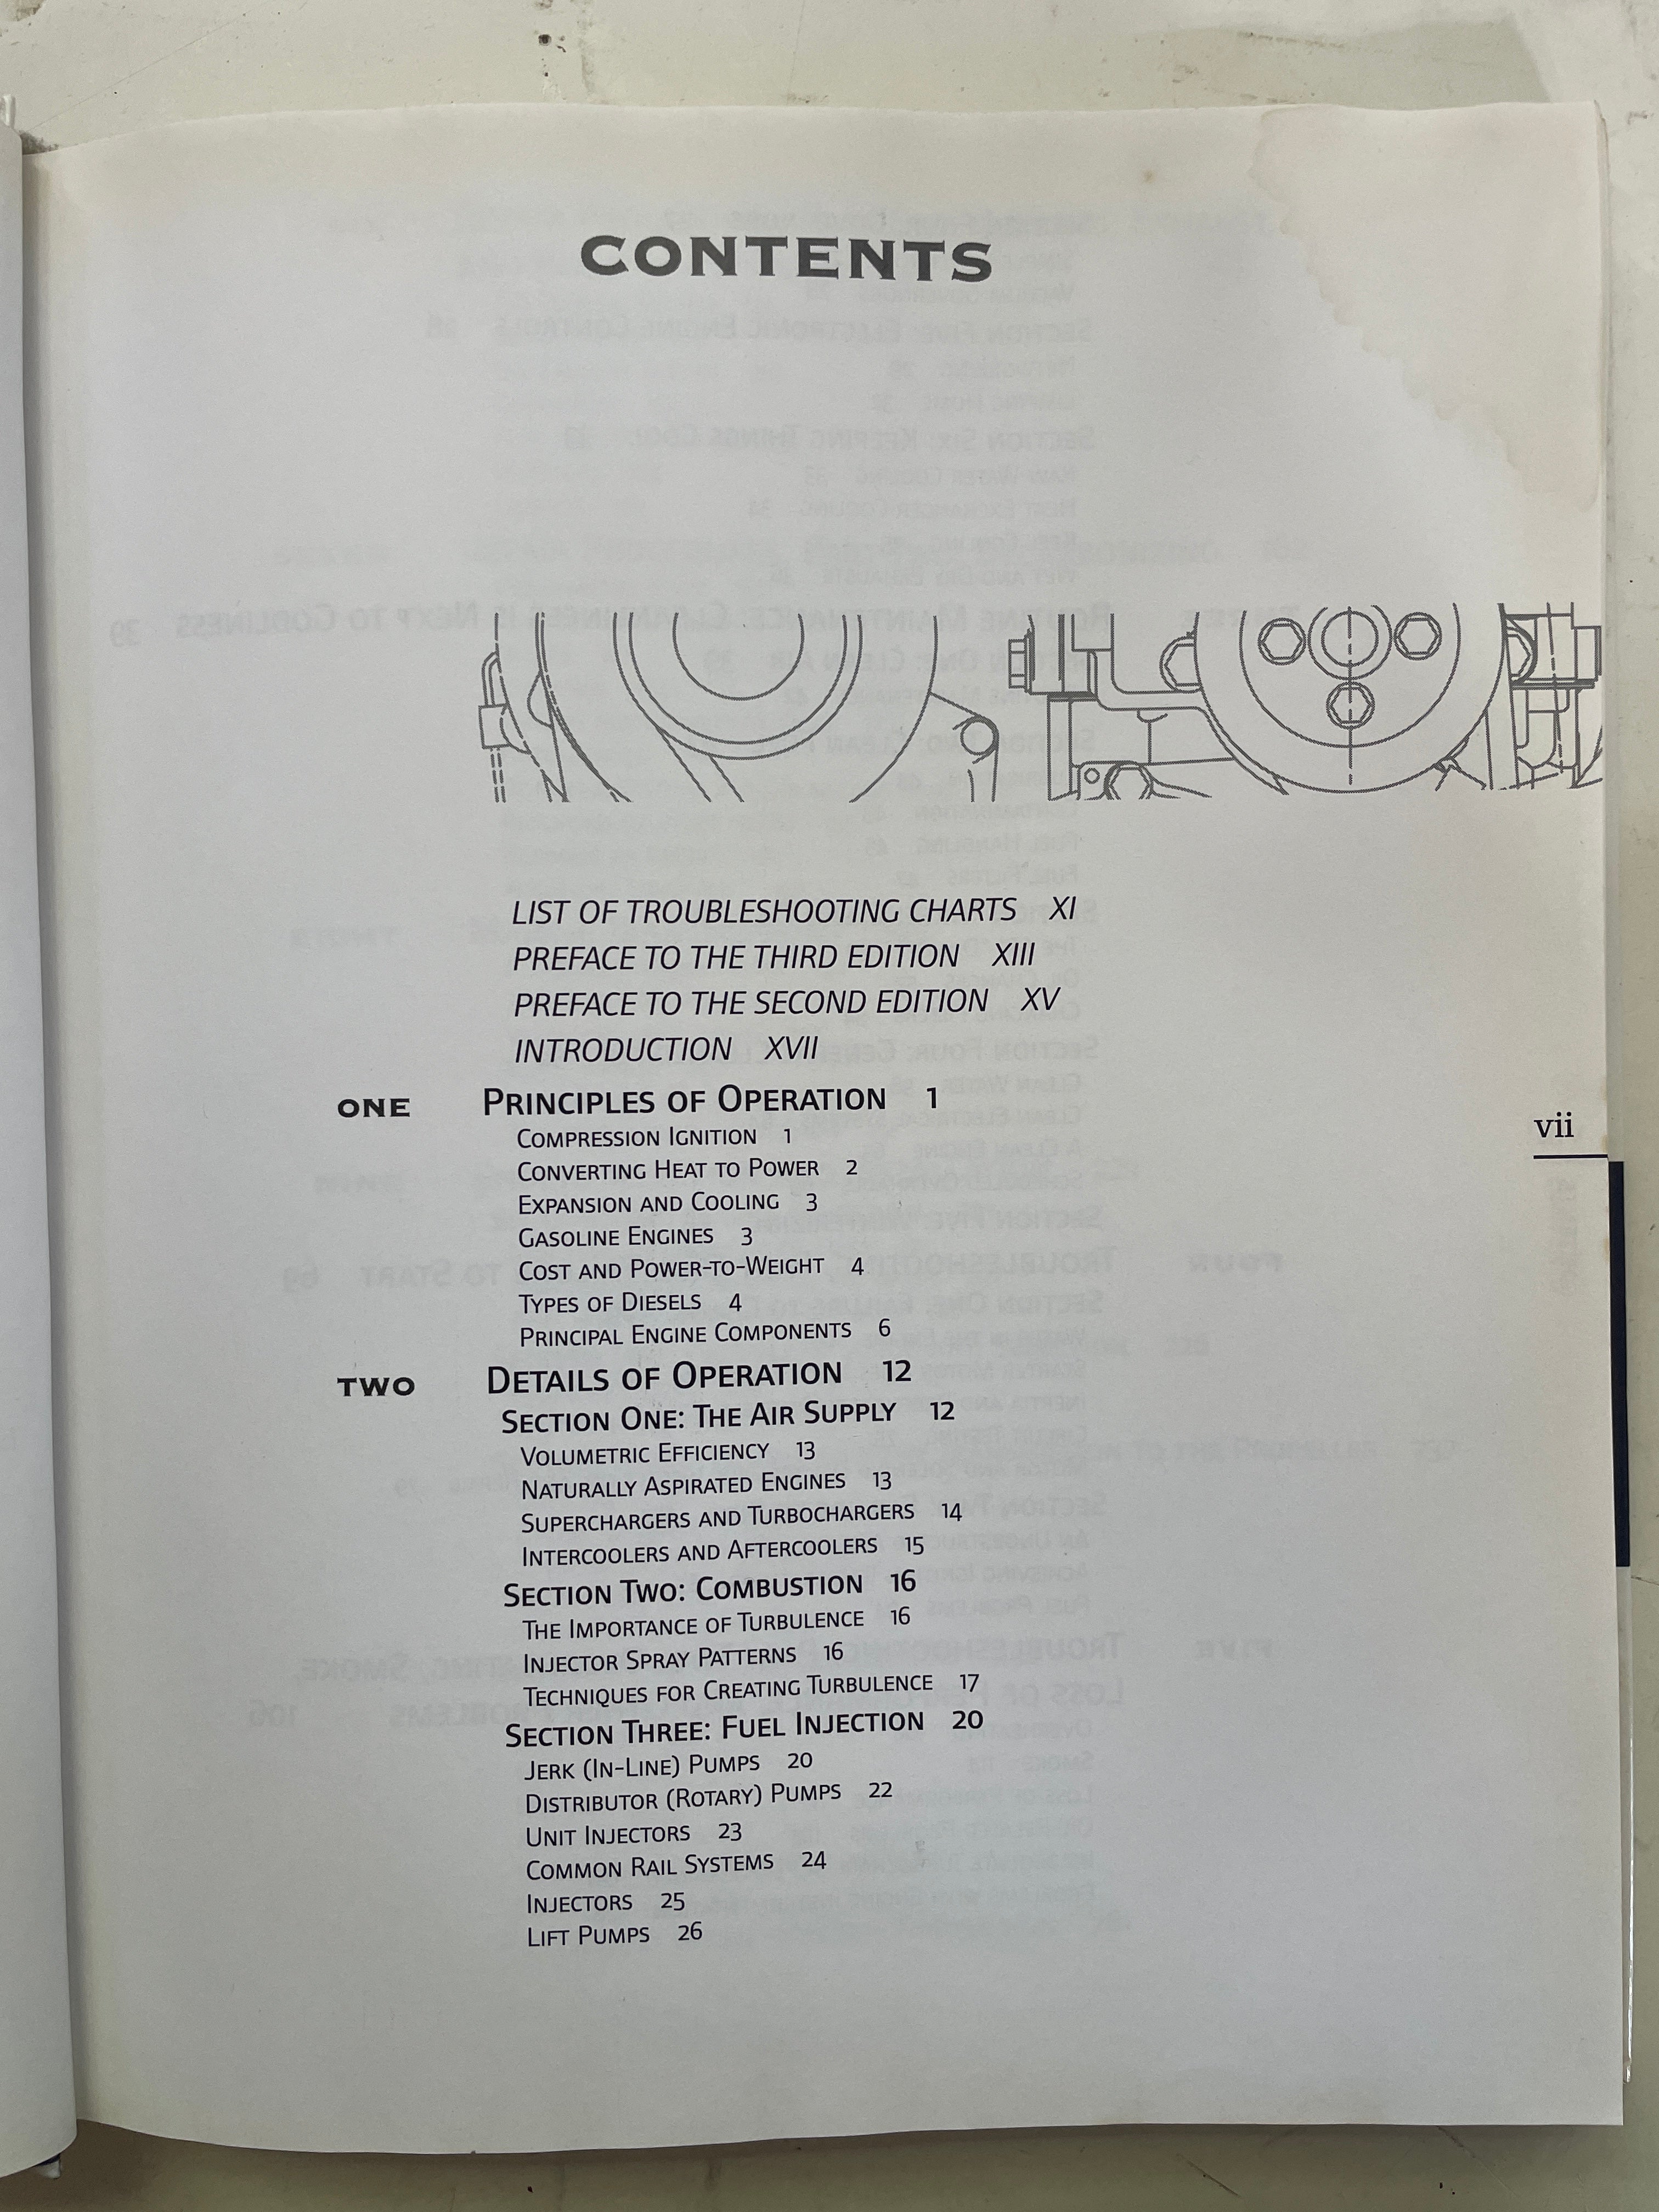 CONTENTS
LIST OF TROUBLESHOOTING CHARTS XI
PREFACE TO THE THIRD EDITION XIII
PREFACE TO THE SECOND EDITION XV
INTRODUCTION XVII
ONE PRINCIPLES OF OPERATION 1
COMPRESSION IGNITION 1
vii
CONVERTING HEAT TO POWER 2
EXPANSION AND COOLING 3
GASOLINE ENGINES 3
COST AND POWER-TO-WEIGHT 4
TYPES OF DIESELS 4
PRINCIPAL ENGINE COMPONENTS 6
TWO DETAILS OF OPERATION 12
SECTION ONE: THE AIR SUPPLY 12
VOLUMETRIC EFFICIENCY 13
NATURALLY ASPIRATED ENGINES 13
SUPERCHARGERS AND TURBOCHARGERS 14
INTERCOOLERS AND AFTERCOOLERS 15
SECTION TWO: COMBUSTION 16
THE IMPORTANCE OF TURBULENCE 16
INJECTOR SPRAY PATTERNS 16
TECHNIQUES FOR CREATING TURBULENCE 17
SECTION THREE: FUEL INJECTION 20
JERK (IN-LINE) PUMPS 20
DISTRIBUTOR (ROTARY) PUMPS 22
UNIT INJECTORS 23
COMMON RAIL SYSTEMS 24
INJECTORS 25
LIFT PUMPS 26